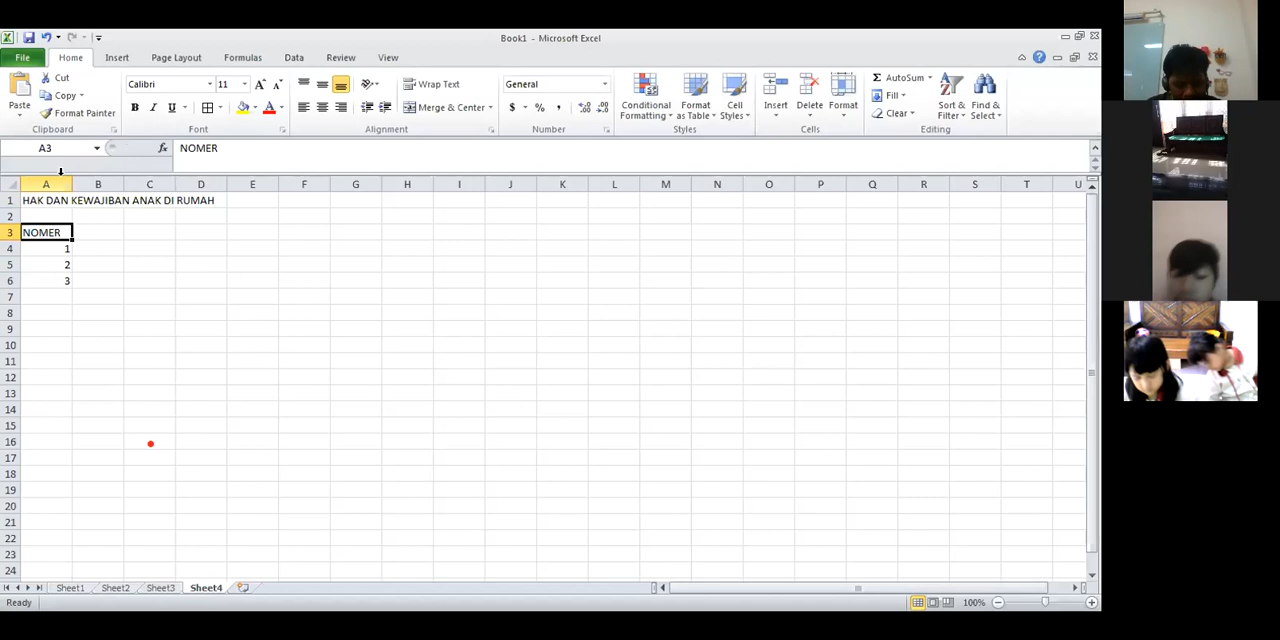 Book1 - Microsoft Excel
File Home Insert Page Layout Formulas Data Review View
Paste
Cut
Copy
Format Painter
Clipboard
Calibri 11
B I U
Font
Wrap Text
Merge & Center
Alignment
General
$ % ,
Number
Conditional Formatting
Format as Table
Cell Styles
Styles
Insert Delete Format
Cells
AutoSum
Fill
Clear
Sort & Filter
Find & Select
Editing
A3 fx NOMER
A B C D E F G H I J K L M N O P Q R S T U
1 HAK DAN KEWAJIBAN ANAK DI RUMAH
2
3 NOMER
4 1
5 2
6 3
7
8
9
10
11
12
13
14
15
16
17
18
19
20
21
22
23
24
Sheet1 Sheet2 Sheet3 Sheet4
Ready 100%